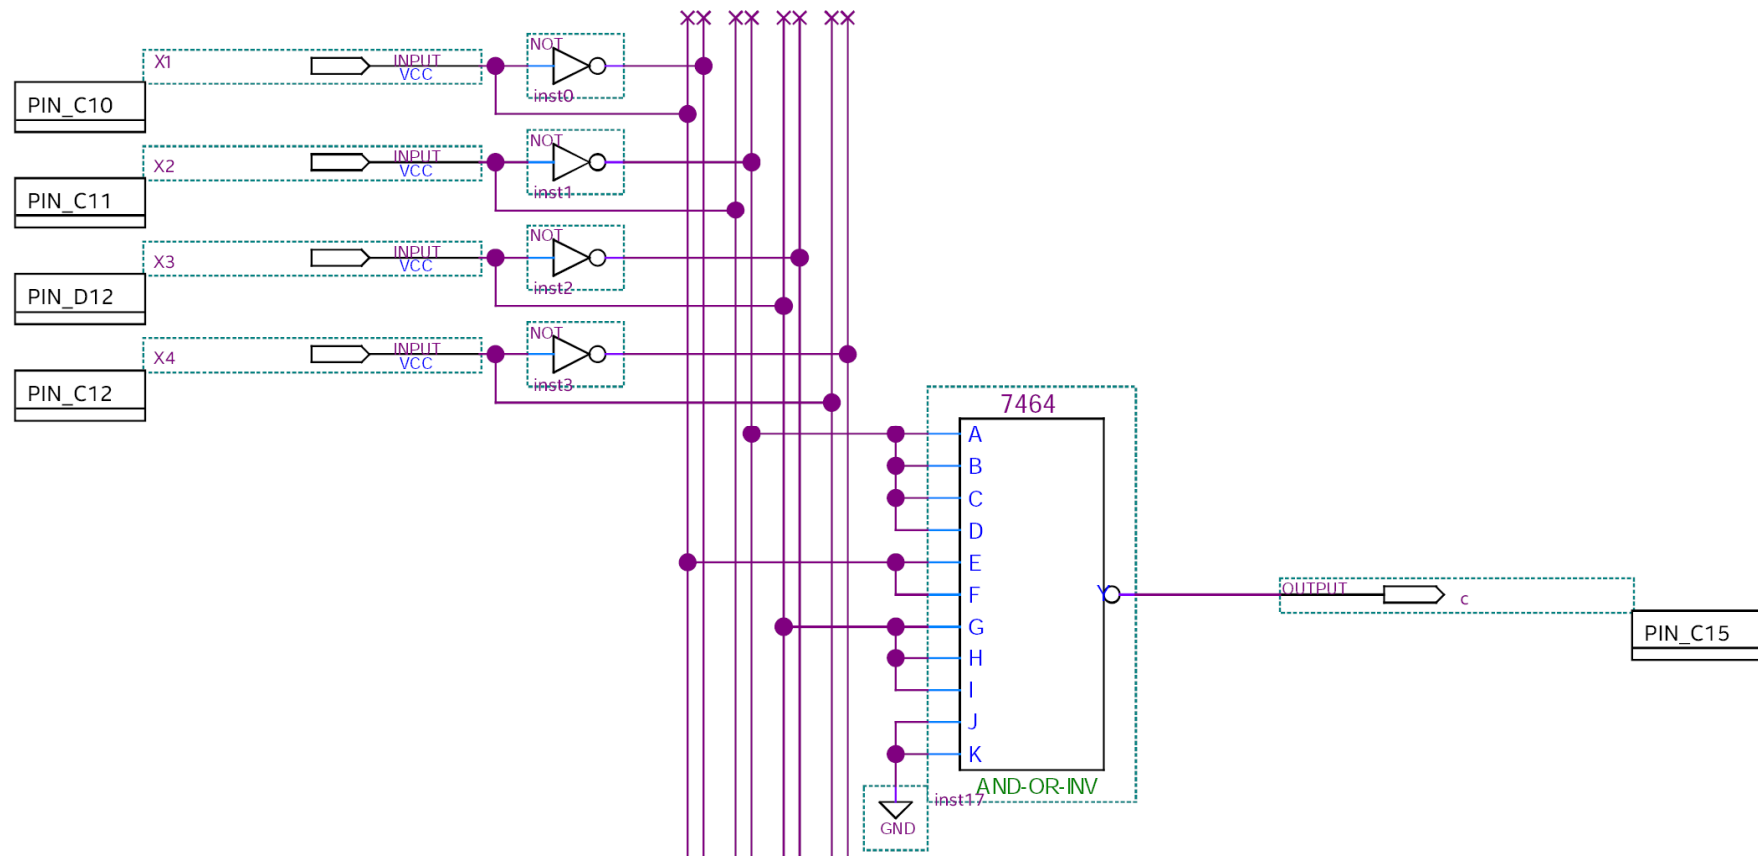 NOT
X1
INPUT
VCC
PIN_C10
inst0
NOT
X2
INPUT
VCC
PIN_C11
inst1
NOT
X3
INPUT
VCC
PIN_D12
inst2
NOT
X4
INPUT
VCC
PIN_C12
inst3
7464
A
B
C
D
E
F
G
H
I
J
K
Y
AND-OR-INV
inst17
GND
OUTPUT
c
PIN_C15